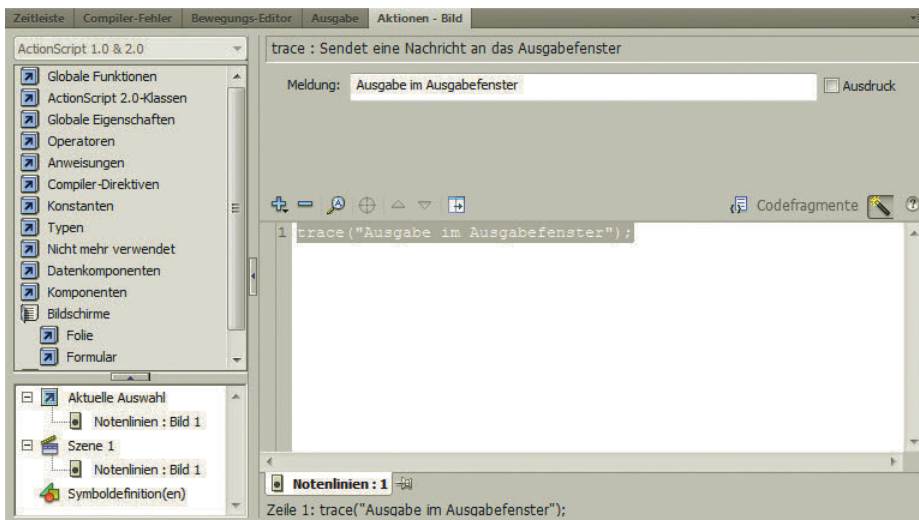 Zeitleiste Compiler-Fehler Bewegungs-Editor Ausgabe Aktionen - Bild
ActionScript 1.0 & 2.0
Globale Funktionen
ActionScript 2.0-Klassen
Globale Eigenschaften
Operatoren
Anweisungen
Compiler-Direktiven
Konstanten
Typen
Nicht mehr verwendet
Datenkomponenten
Komponenten
Bildschirme
Folie
Formular
Aktuelle Auswahl
Notenlinien : Bild 1
Szene 1
Notenlinien : Bild 1
Symboldefinition(en)
trace : Sendet eine Nachricht an das Ausgabefenster
Meldung: Ausgabe im Ausgabefenster Ausdruck
Codefragmente
1 trace("Ausgabe im Ausgabefenster");
Notenlinien : 1
Zeile 1: trace("Ausgabe im Ausgabefenster");